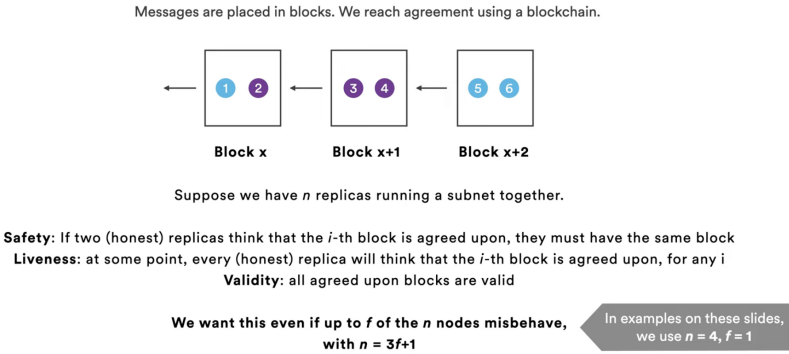 Messages are placed in blocks. We reach agreement using a blockchain.
1 2 3 4 5 6
Block x Block x+1 Block x+2
Suppose we have n replicas running a subnet together.
Safety: If two (honest) replicas think that the i-th block is agreed upon, they must have the same block
Liveness: at some point, every (honest) replica will think that the i-th block is agreed upon, for any i
Validity: all agreed upon blocks are valid
We want this even if up to f of the n nodes misbehave,
with n = 3f+1
In examples on these slides,
we use n = 4, f = 1